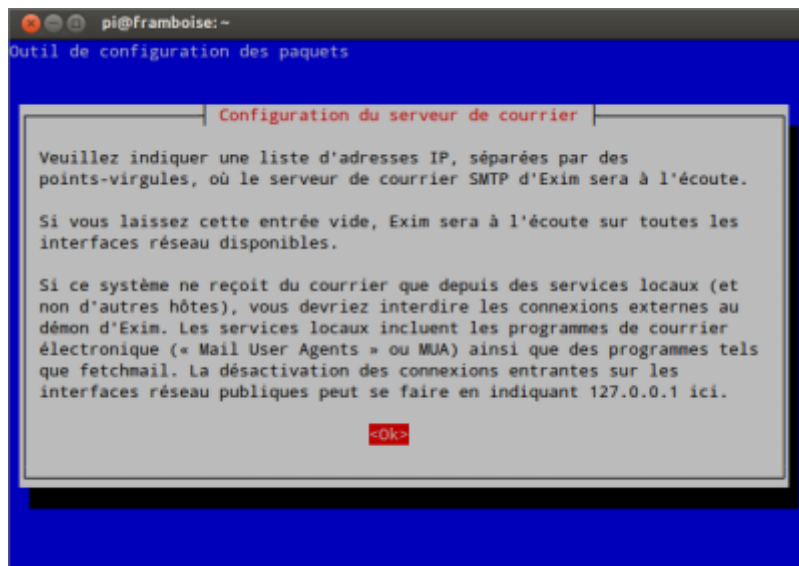 pi@framboise: ~
Outil de configuration des paquets
Configuration du serveur de courrier
Veuillez indiquer une liste d'adresses IP, séparées par des
points-virgules, où le serveur de courrier SMTP d'Exim sera à l'écoute.
Si vous laissez cette entrée vide, Exim sera à l'écoute sur toutes les
interfaces réseau disponibles.
Si ce système ne reçoit du courrier que depuis des services locaux (et
non d'autres hôtes), vous devriez interdire les connexions externes au
démon d'Exim. Les services locaux incluent les programmes de courrier
électronique (« Mail User Agents » ou MUA) ainsi que des programmes tels
que fetchmail. La désactivation des connexions entrantes sur les
interfaces réseau publiques peut se faire en indiquant 127.0.0.1 ici.
<Ok>